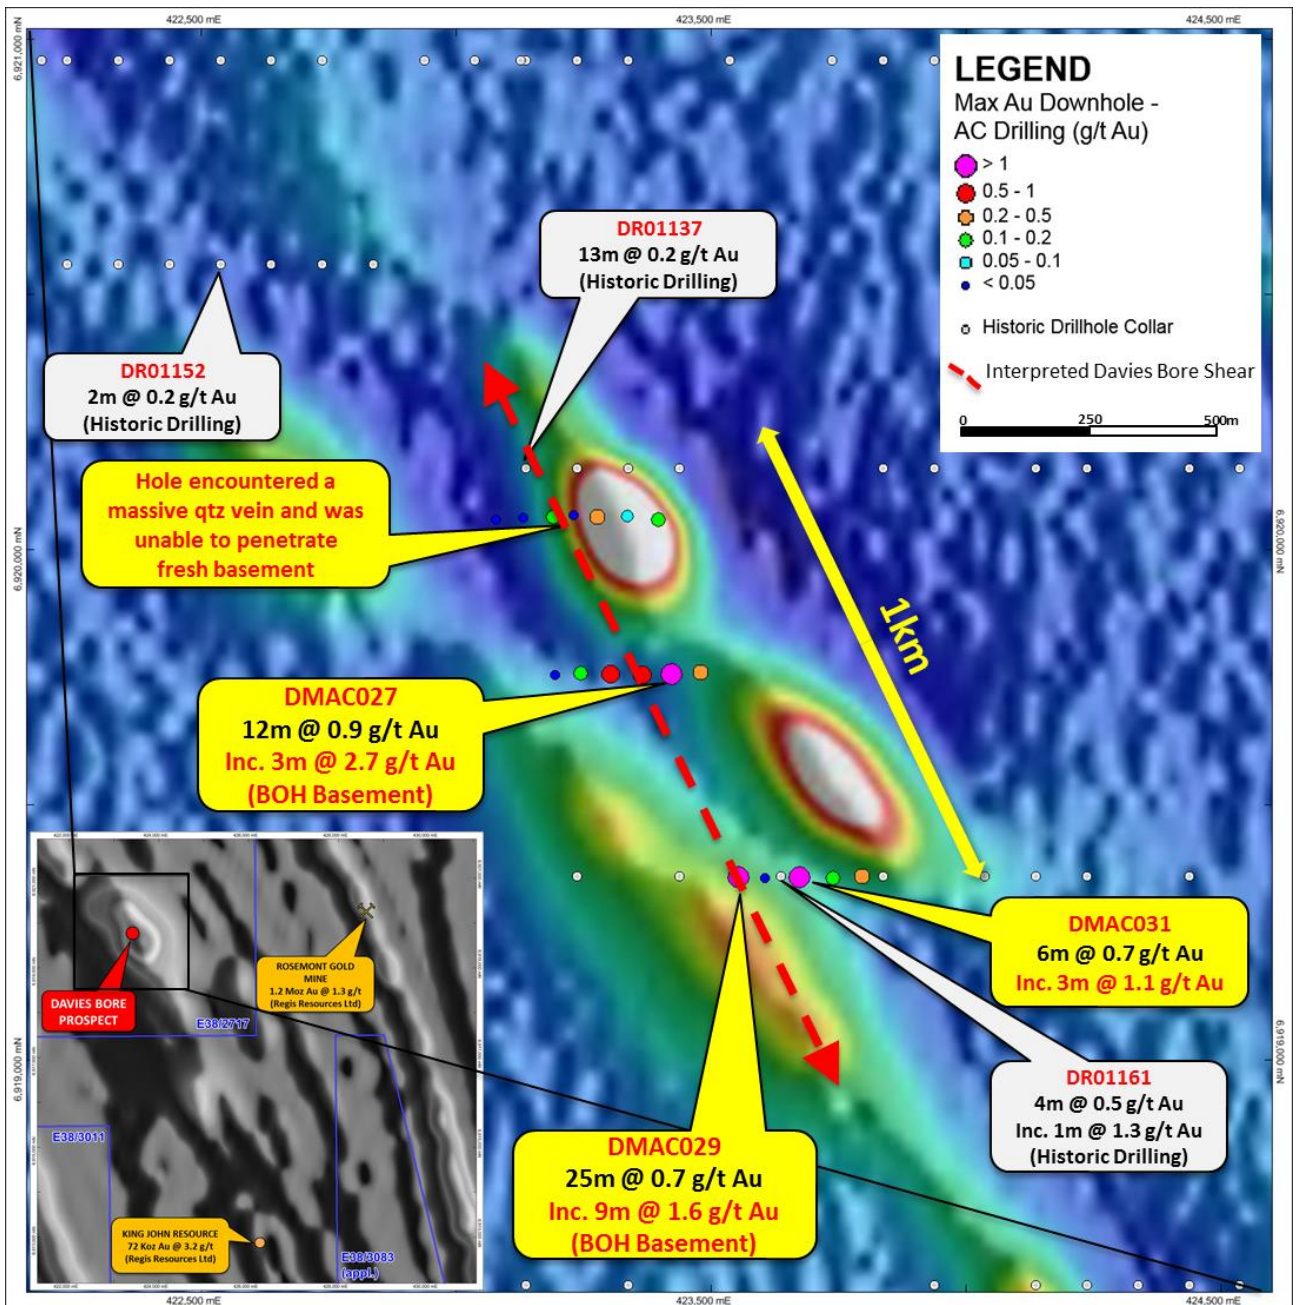 422,500 mE
423,500 mE
424,500 mE
6,921,000 mN
LEGEND
Max Au Downhole -
AC Drilling (g/t Au)
> 1
0.5 - 1
0.2 - 0.5
0.1 - 0.2
0.05 - 0.1
< 0.05
Historic Drillhole Collar
Interpreted Davies Bore Shear
0
250
500m
DR01137
13m @ 0.2 g/t Au
(Historic Drilling)
DR01152
2m @ 0.2 g/t Au
(Historic Drilling)
Hole encountered a
massive qtz vein and was
unable to penetrate
fresh basement
6,920,000 mN
6,920,000 mN
1km
DMAC027
12m @ 0.9 g/t Au
Inc. 3m @ 2.7 g/t Au
(BOH Basement)
DMAC031
6m @ 0.7 g/t Au
Inc. 3m @ 1.1 g/t Au
DR01161
4m @ 0.5 g/t Au
Inc. 1m @ 1.3 g/t Au
(Historic Drilling)
DMAC029
25m @ 0.7 g/t Au
Inc. 9m @ 1.6 g/t Au
(BOH Basement)
6,919,000 mN
6,919,000 mN
ROSEMONT GOLD
MINE
1.2 Moz Au @ 1.3 g/t
(Regis Resources Ltd)
DAVIES BORE
PROSPECT
E38/2717
E38/3011
KING JOHN RESOURCE
72 Koz Au @ 3.2 g/t
(Regis Resources Ltd)
E38/3083
(appl.)
422,500 mE
423,500 mE
424,500 mE